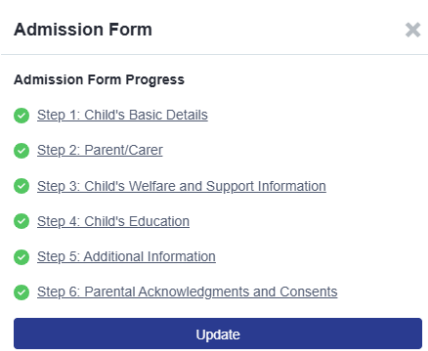 Admission Form
Admission Form Progress
Step 1: Child's Basic Details
Step 2: Parent/Carer
Step 3: Child's Welfare and Support Information
Step 4: Child's Education
Step 5: Additional Information
Step 6: Parental Acknowledgments and Consents
Update